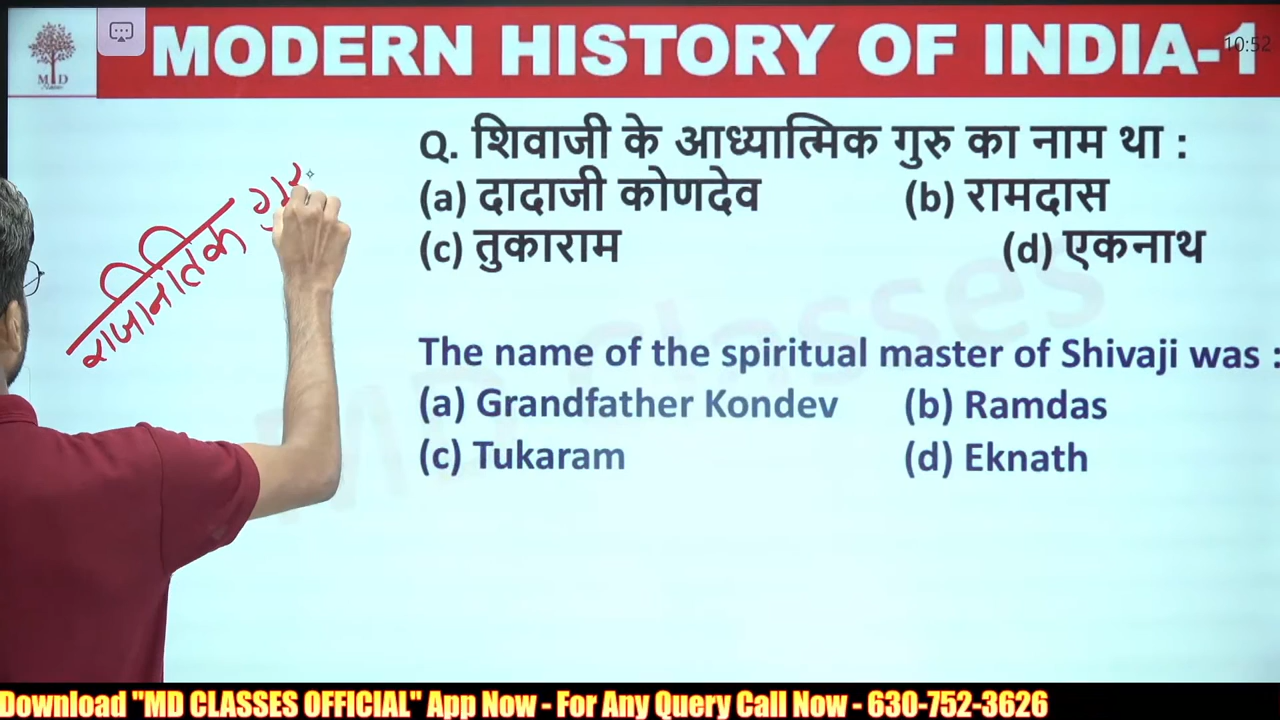 MODERN HISTORY OF INDIA-1
10:52
MD
Q. शिवाजी के आध्यात्मिक गुरु का नाम था :
(a) दादाजी कोणदेव (b) रामदास
(c) तुकाराम (d) एकनाथ
राजनितिक गुरु
The name of the spiritual master of Shivaji was :
(a) Grandfather Kondev (b) Ramdas
(c) Tukaram (d) Eknath
MD Classes
Download "MD CLASSES OFFICIAL" App Now - For Any Query Call Now - 630-752-3626